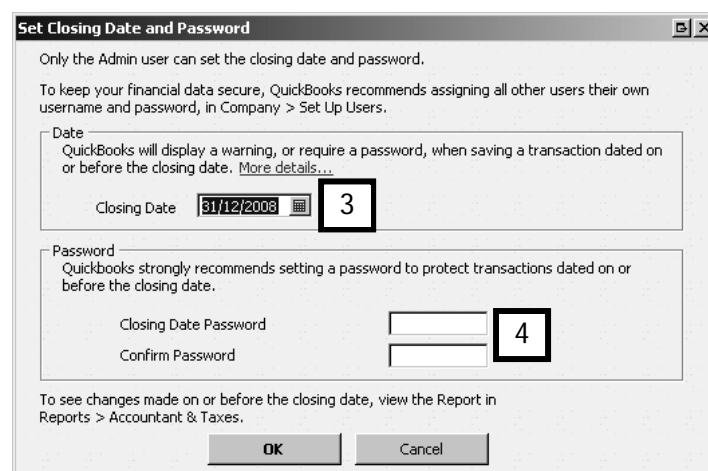 Set Closing Date and Password
Only the Admin user can set the closing date and password.
To keep your financial data secure, QuickBooks recommends assigning all other users their own
username and password, in Company > Set Up Users.
Date
QuickBooks will display a warning, or require a password, when saving a transaction dated on
or before the closing date. More details...
Closing Date 31/12/2008 3
Password
Quickbooks strongly recommends setting a password to protect transactions dated on or
before the closing date.
Closing Date Password
4
Confirm Password
To see changes made on or before the closing date, view the Report in
Reports > Accountant & Taxes.
OK Cancel